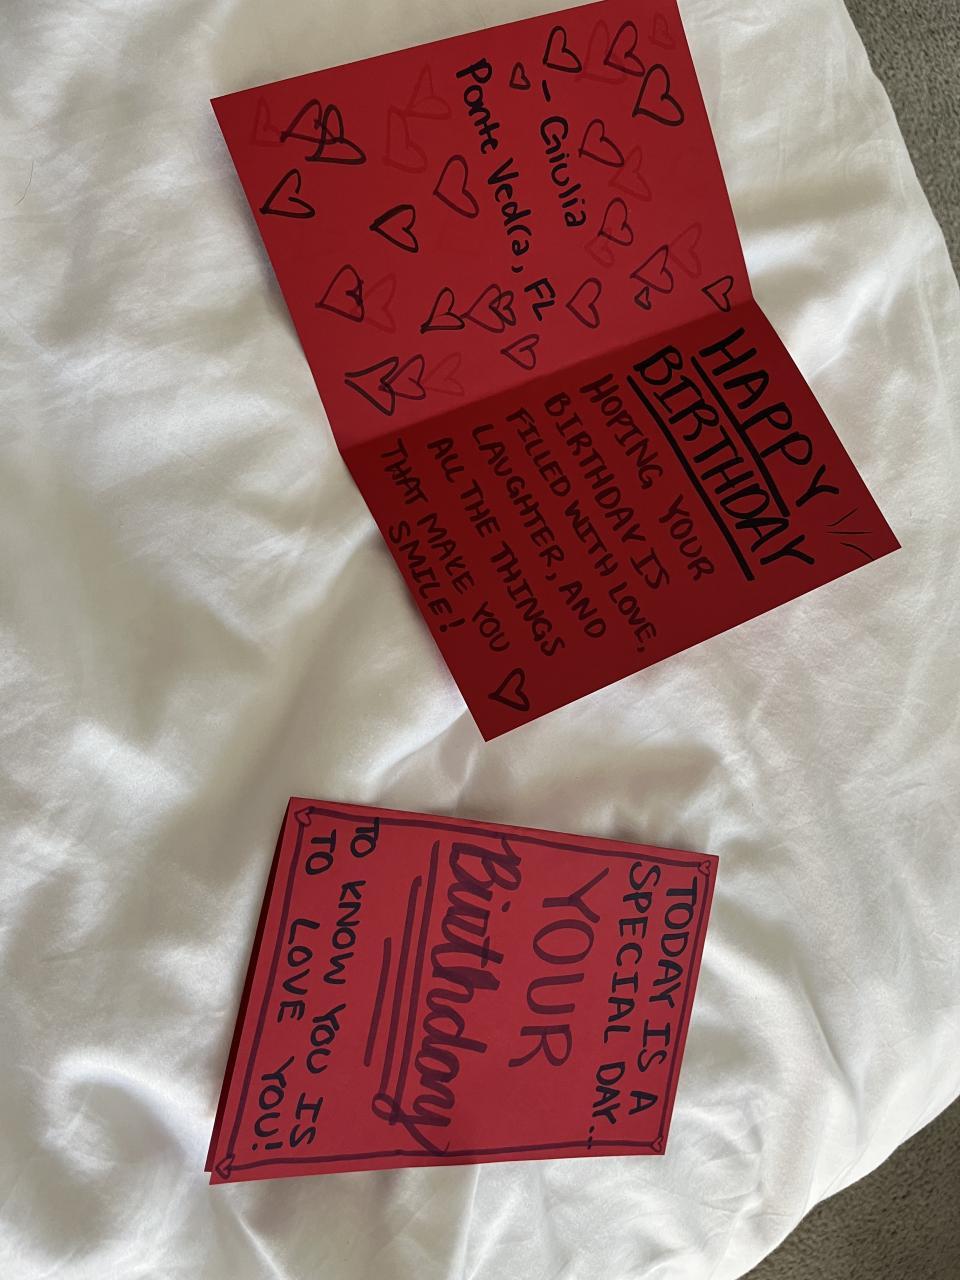 — Giulia
Ponte Vedra, FL
HAPPY
BIRTHDAY
HOPING YOUR
BIRTHDAY IS
FILLED WITH LOVE,
LAUGHTER, AND
ALL THE THINGS
THAT MAKE YOU
SMILE!
TODAY IS A
SPECIAL DAY...
YOUR
Birthday
TO KNOW YOU IS
TO LOVE YOU!